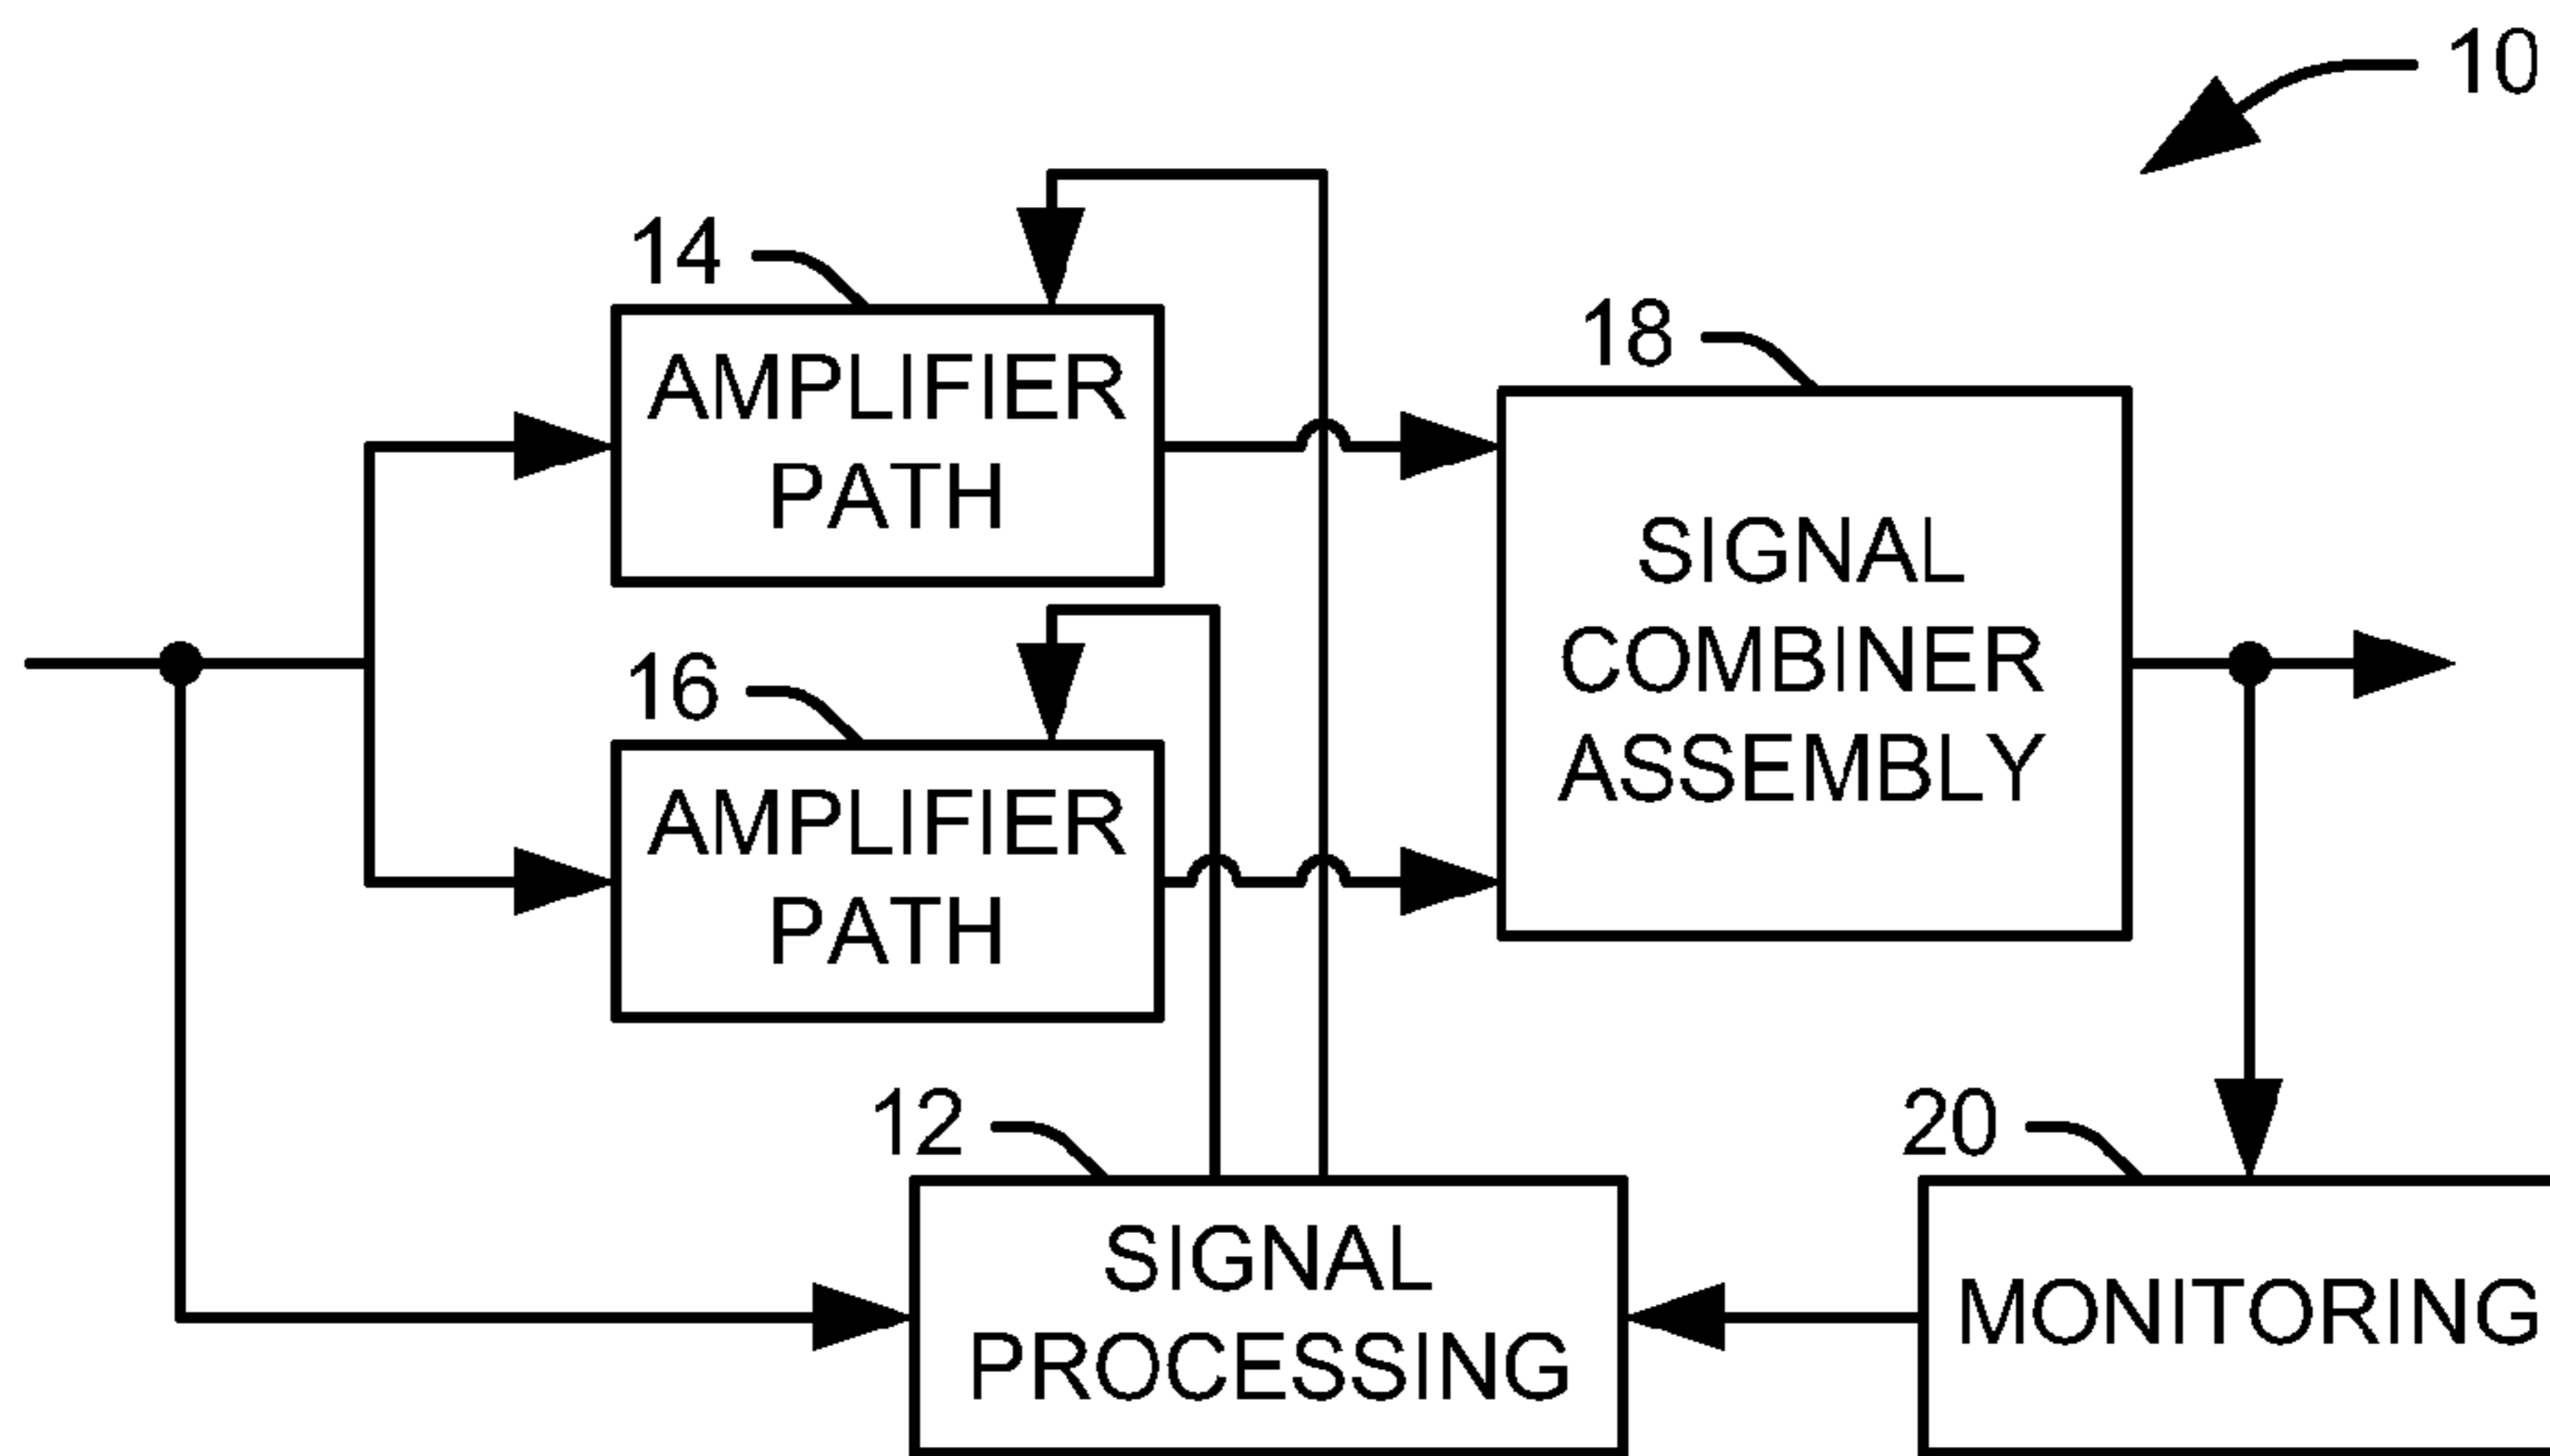 10
14
AMPLIFIER
PATH
18
SIGNAL
COMBINER
ASSEMBLY
16
AMPLIFIER
PATH
12
SIGNAL
PROCESSING
20
MONITORING